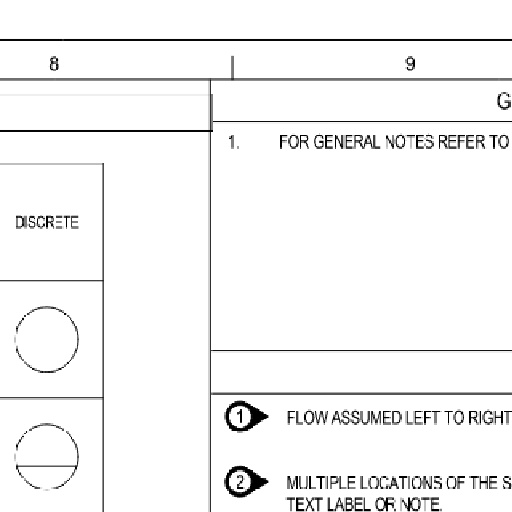 8 9
G
1. FOR GENERAL NOTES REFER TO
DISCRETE
1 FLOW ASSUMED LEFT TO RIGHT
2 MULTIPLE LOCATIONS OF THE S
TEXT LABEL OR NOTE.